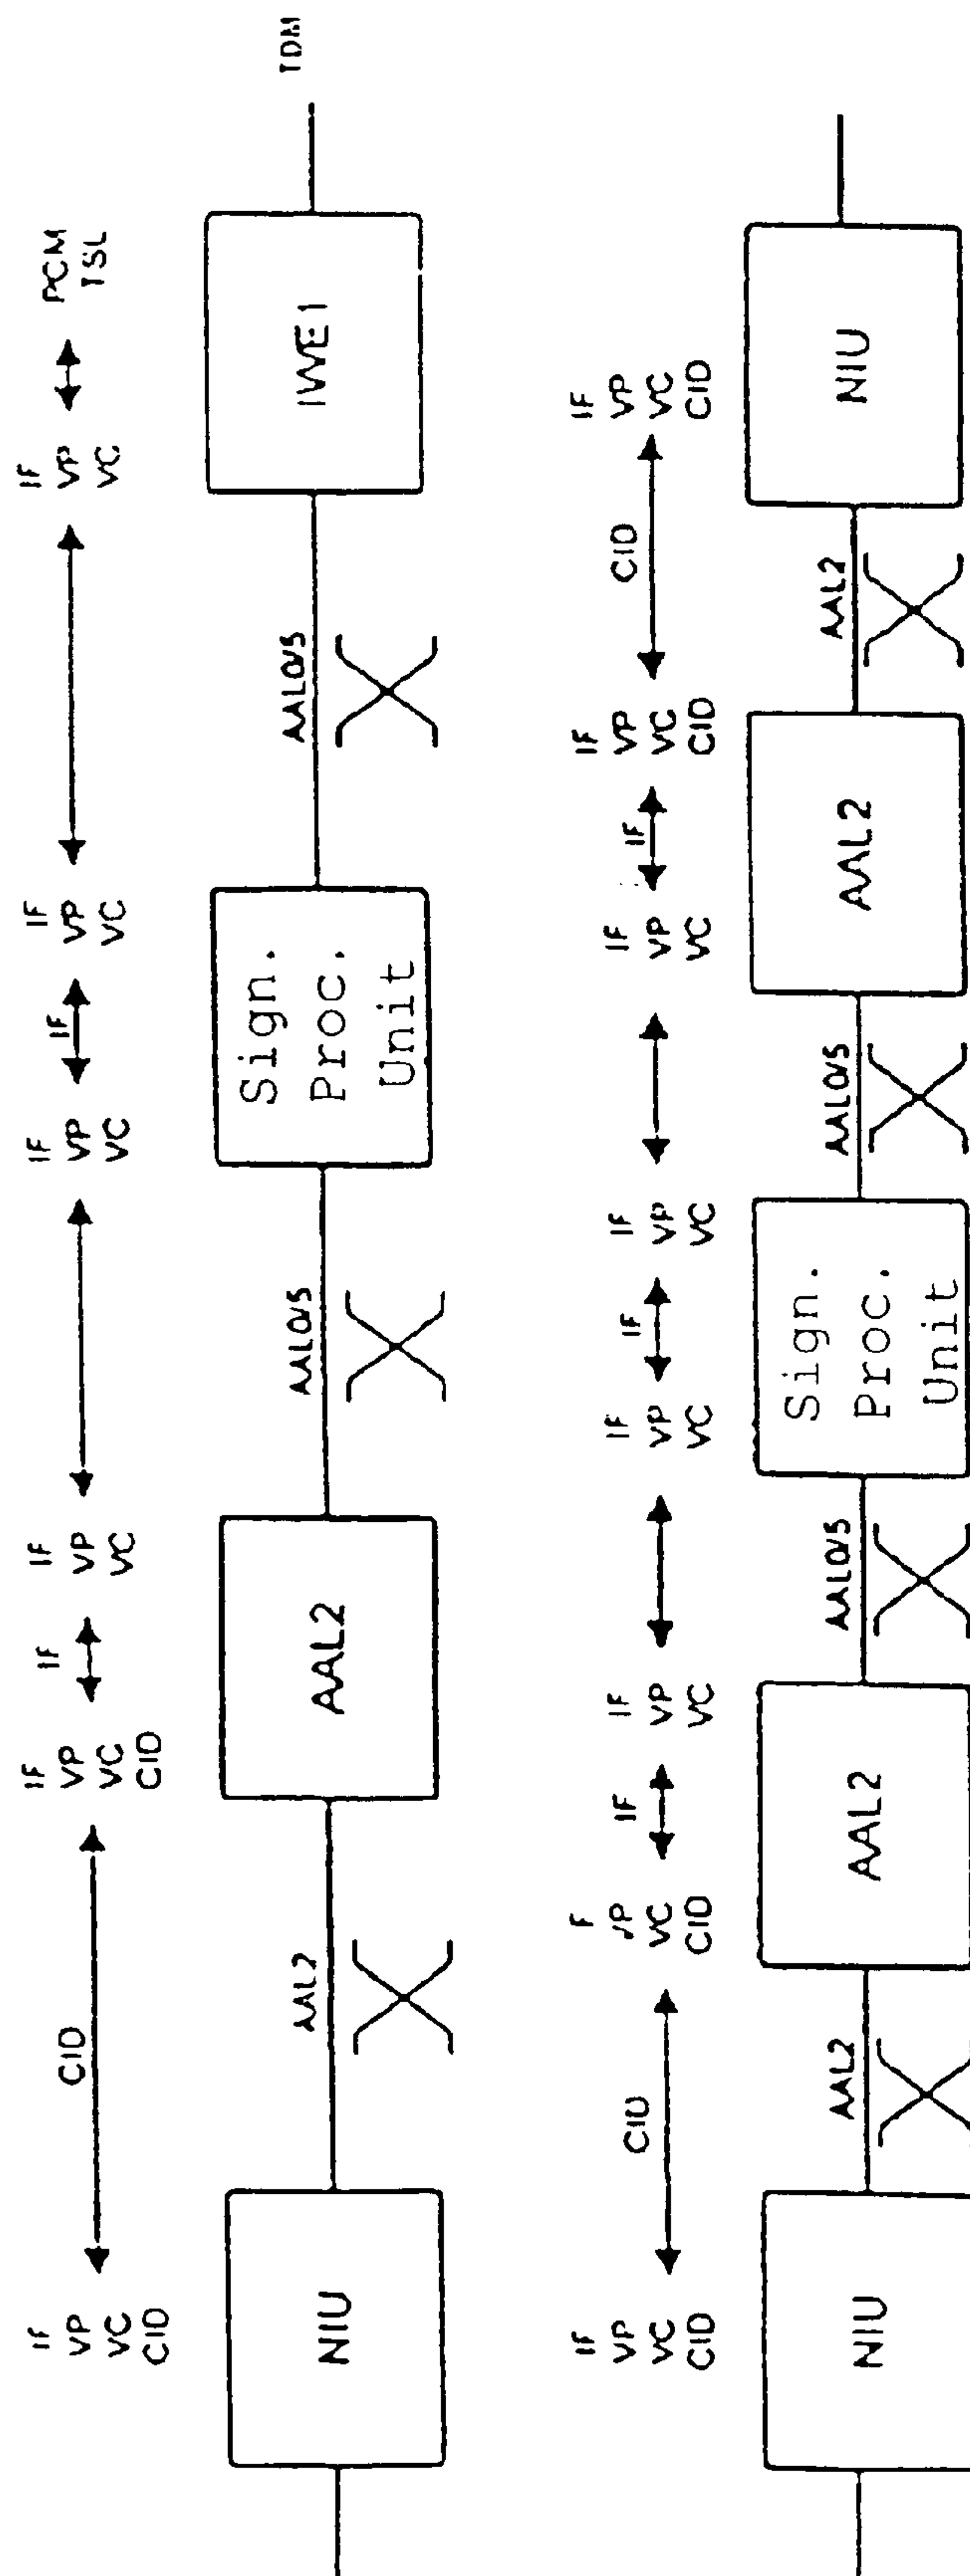 IF
VP
VC
CID
CID
IF
VP
VC
CID
IF
IF
VP
VC
IF
VP
VC
IF
IF
VP
VC
IF
VP
VC
PCM
TSL
NIU
AAL2
AAL2
AAL0/5
Sign.
Proc.
Unit
AAL0/5
IWE1
TDM
IF
VP
VC
CID
CID
F
VP
VC
CID
IF
IF
VP
VC
IF
VP
VC
IF
IF
VP
VC
IF
VP
VC
IF
IF
VP
VC
CID
CID
IF
VP
VC
CID
NIU
AAL2
AAL2
AAL0/5
Sign.
Proc.
Unit
AAL0/5
AAL2
AAL2
NIU